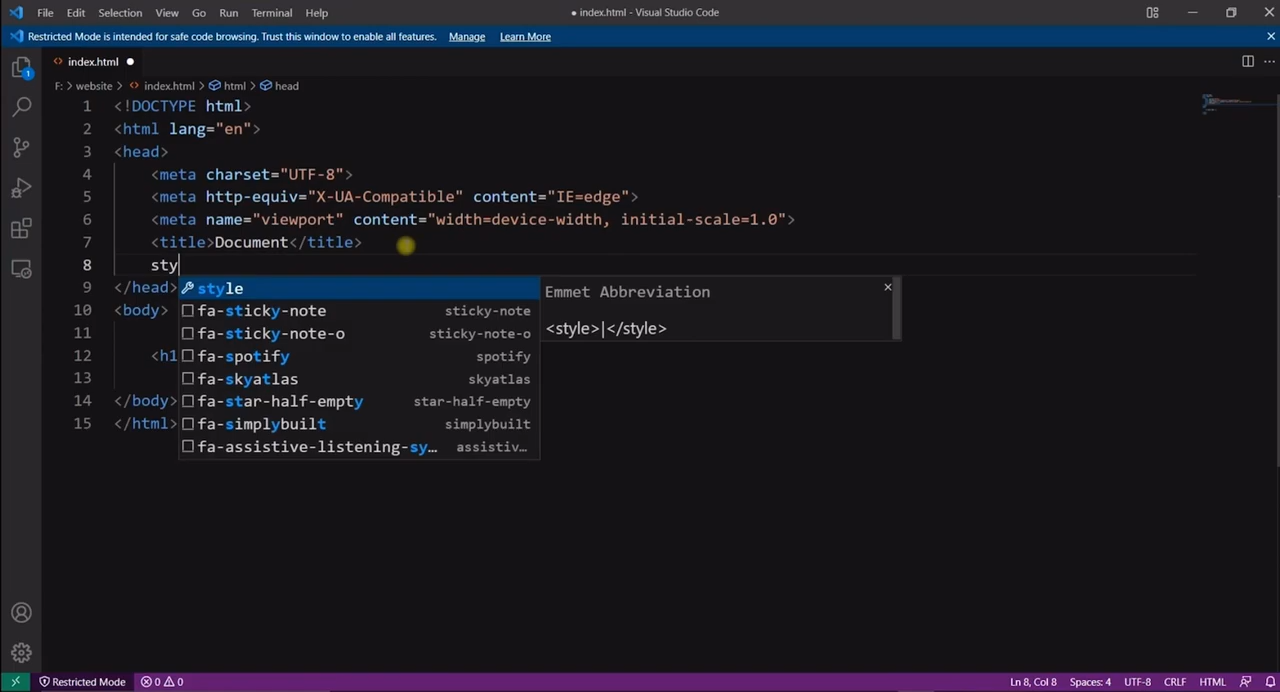 File Edit Selection View Go Run Terminal Help ● index.html - Visual Studio Code
Restricted Mode is intended for safe code browsing. Trust this window to enable all features. Manage Learn More
1
<> index.html ●
F: > website > <> index.html > html > head
1 <!DOCTYPE html>
2 <html lang="en">
3 <head>
4 <meta charset="UTF-8">
5 <meta http-equiv="X-UA-Compatible" content="IE=edge">
6 <meta name="viewport" content="width=device-width, initial-scale=1.0">
7 <title>Document</title>
8 sty
9 </head>
10 <body>
11
12 <h1
13
14 </body>
15 </html>
style
fa-sticky-note sticky-note
fa-sticky-note-o sticky-note-o
fa-spotify spotify
fa-skyatlas skyatlas
fa-star-half-empty star-half-empty
fa-simplybuilt simplybuilt
fa-assistive-listening-sy… assistiv…
Emmet Abbreviation
<style>|</style>
Restricted Mode 0 0 Ln 8, Col 8 Spaces: 4 UTF-8 CRLF HTML